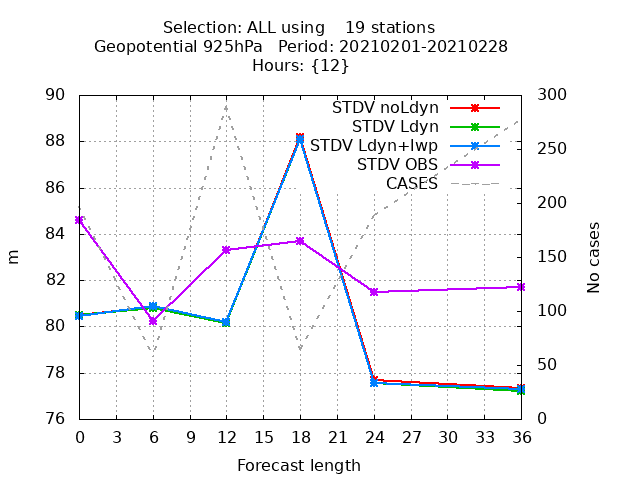 Selection: ALL using    19 stations
Geopotential 925hPa   Period: 20210201-20210228
Hours: {12}
90
88
86
84
82
80
78
76
m
300
250
200
150
100
50
0
No cases
STDV noLdyn
STDV Ldyn
STDV Ldyn+lwp
STDV OBS
CASES
0 3 6 9 12 15 18 21 24 27 30 33 36
Forecast length